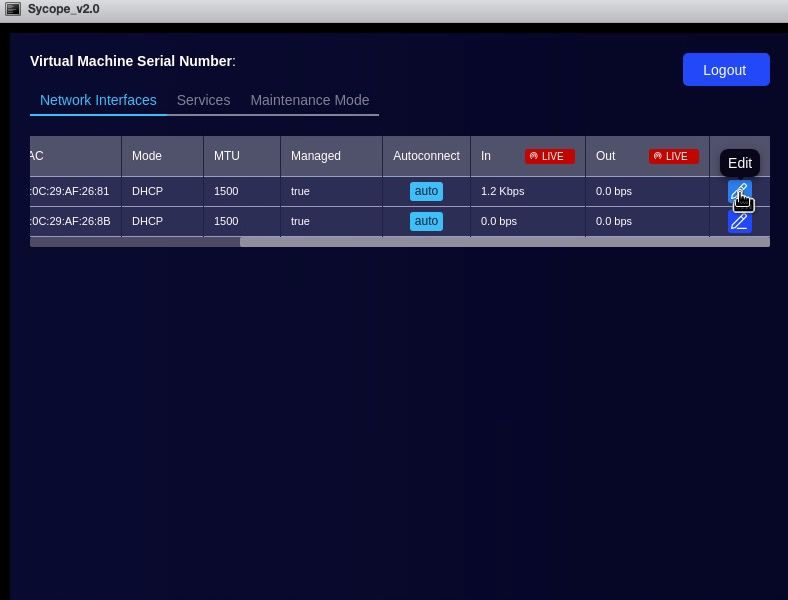 Sycope_v2.0
Virtual Machine Serial Number:
Logout
Network Interfaces Services Maintenance Mode
AC Mode MTU Managed Autoconnect In LIVE Out LIVE
Edit
:0C:29:AF:26:81 DHCP 1500 true auto 1.2 Kbps 0.0 bps
:0C:29:AF:26:8B DHCP 1500 true auto 0.0 bps 0.0 bps